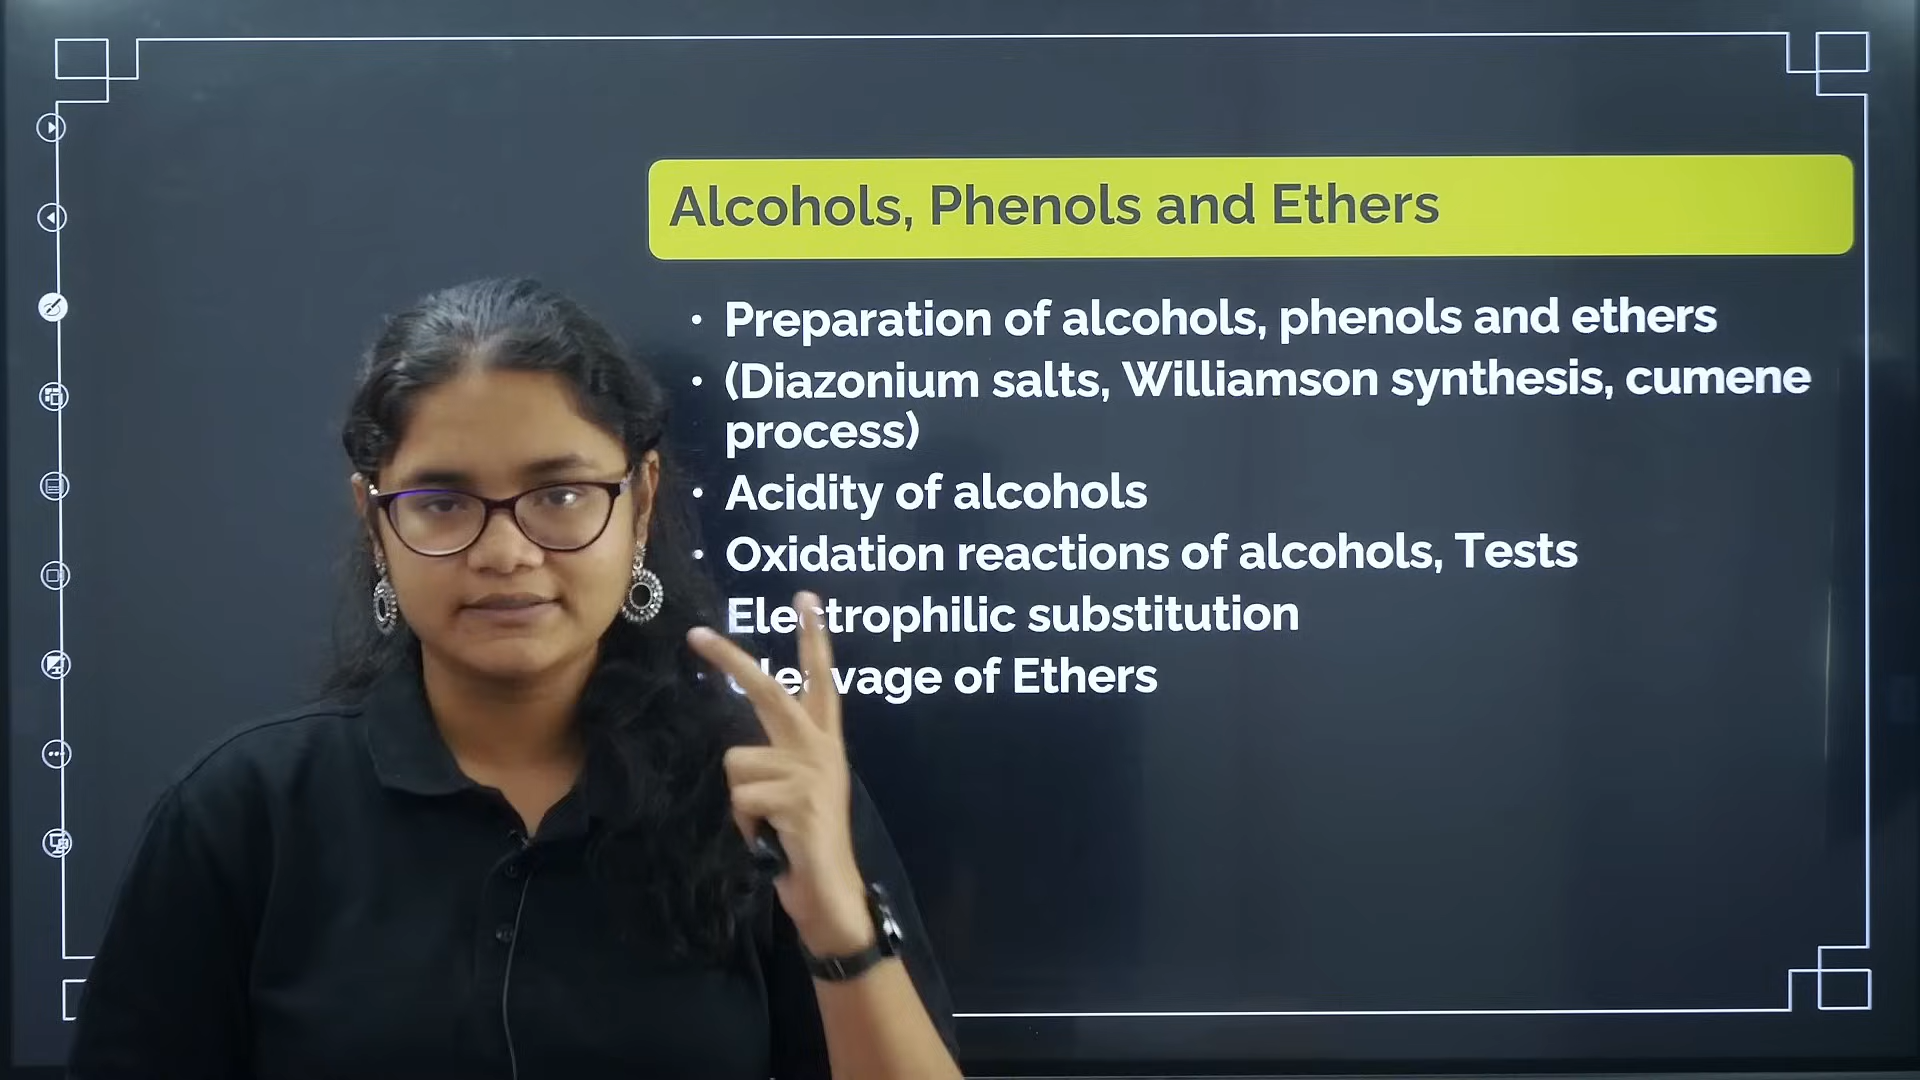 Alcohols, Phenols and Ethers
• Preparation of alcohols, phenols and ethers
• (Diazonium salts, Williamson synthesis, cumene
process)
• Acidity of alcohols
• Oxidation reactions of alcohols, Tests
Electrophilic substitution
• Cleavage of Ethers